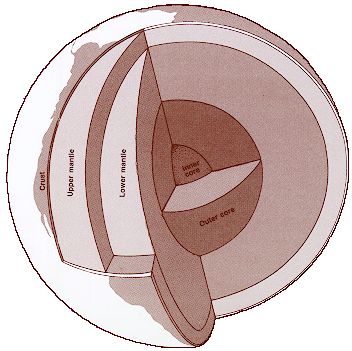 Crust
Upper mantle
Lower mantle
Inner
core
Outer core